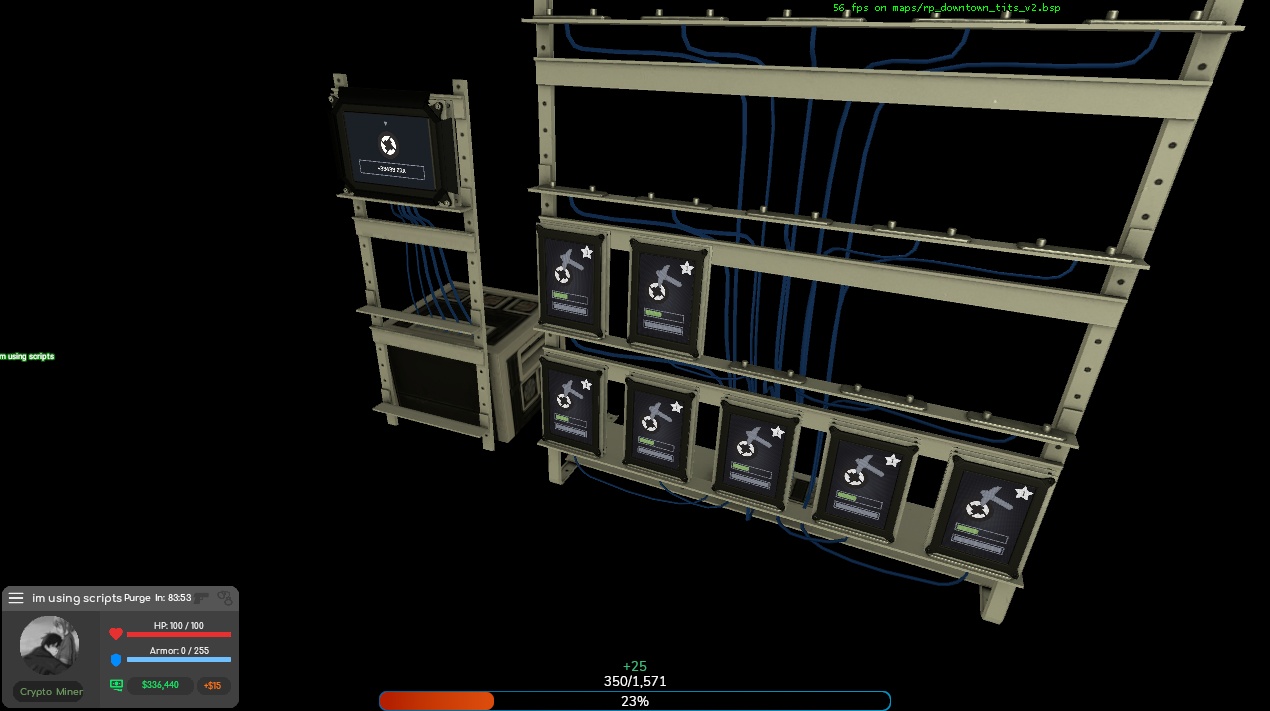 56 fps on maps/rp_downtown_tits_v2.bsp
m using scripts
im using scripts
Purge In: 83:53
HP: 100 / 100
Armor: 0 / 255
Crypto Miner
$336,440
+$15
+25
350/1,571
23%